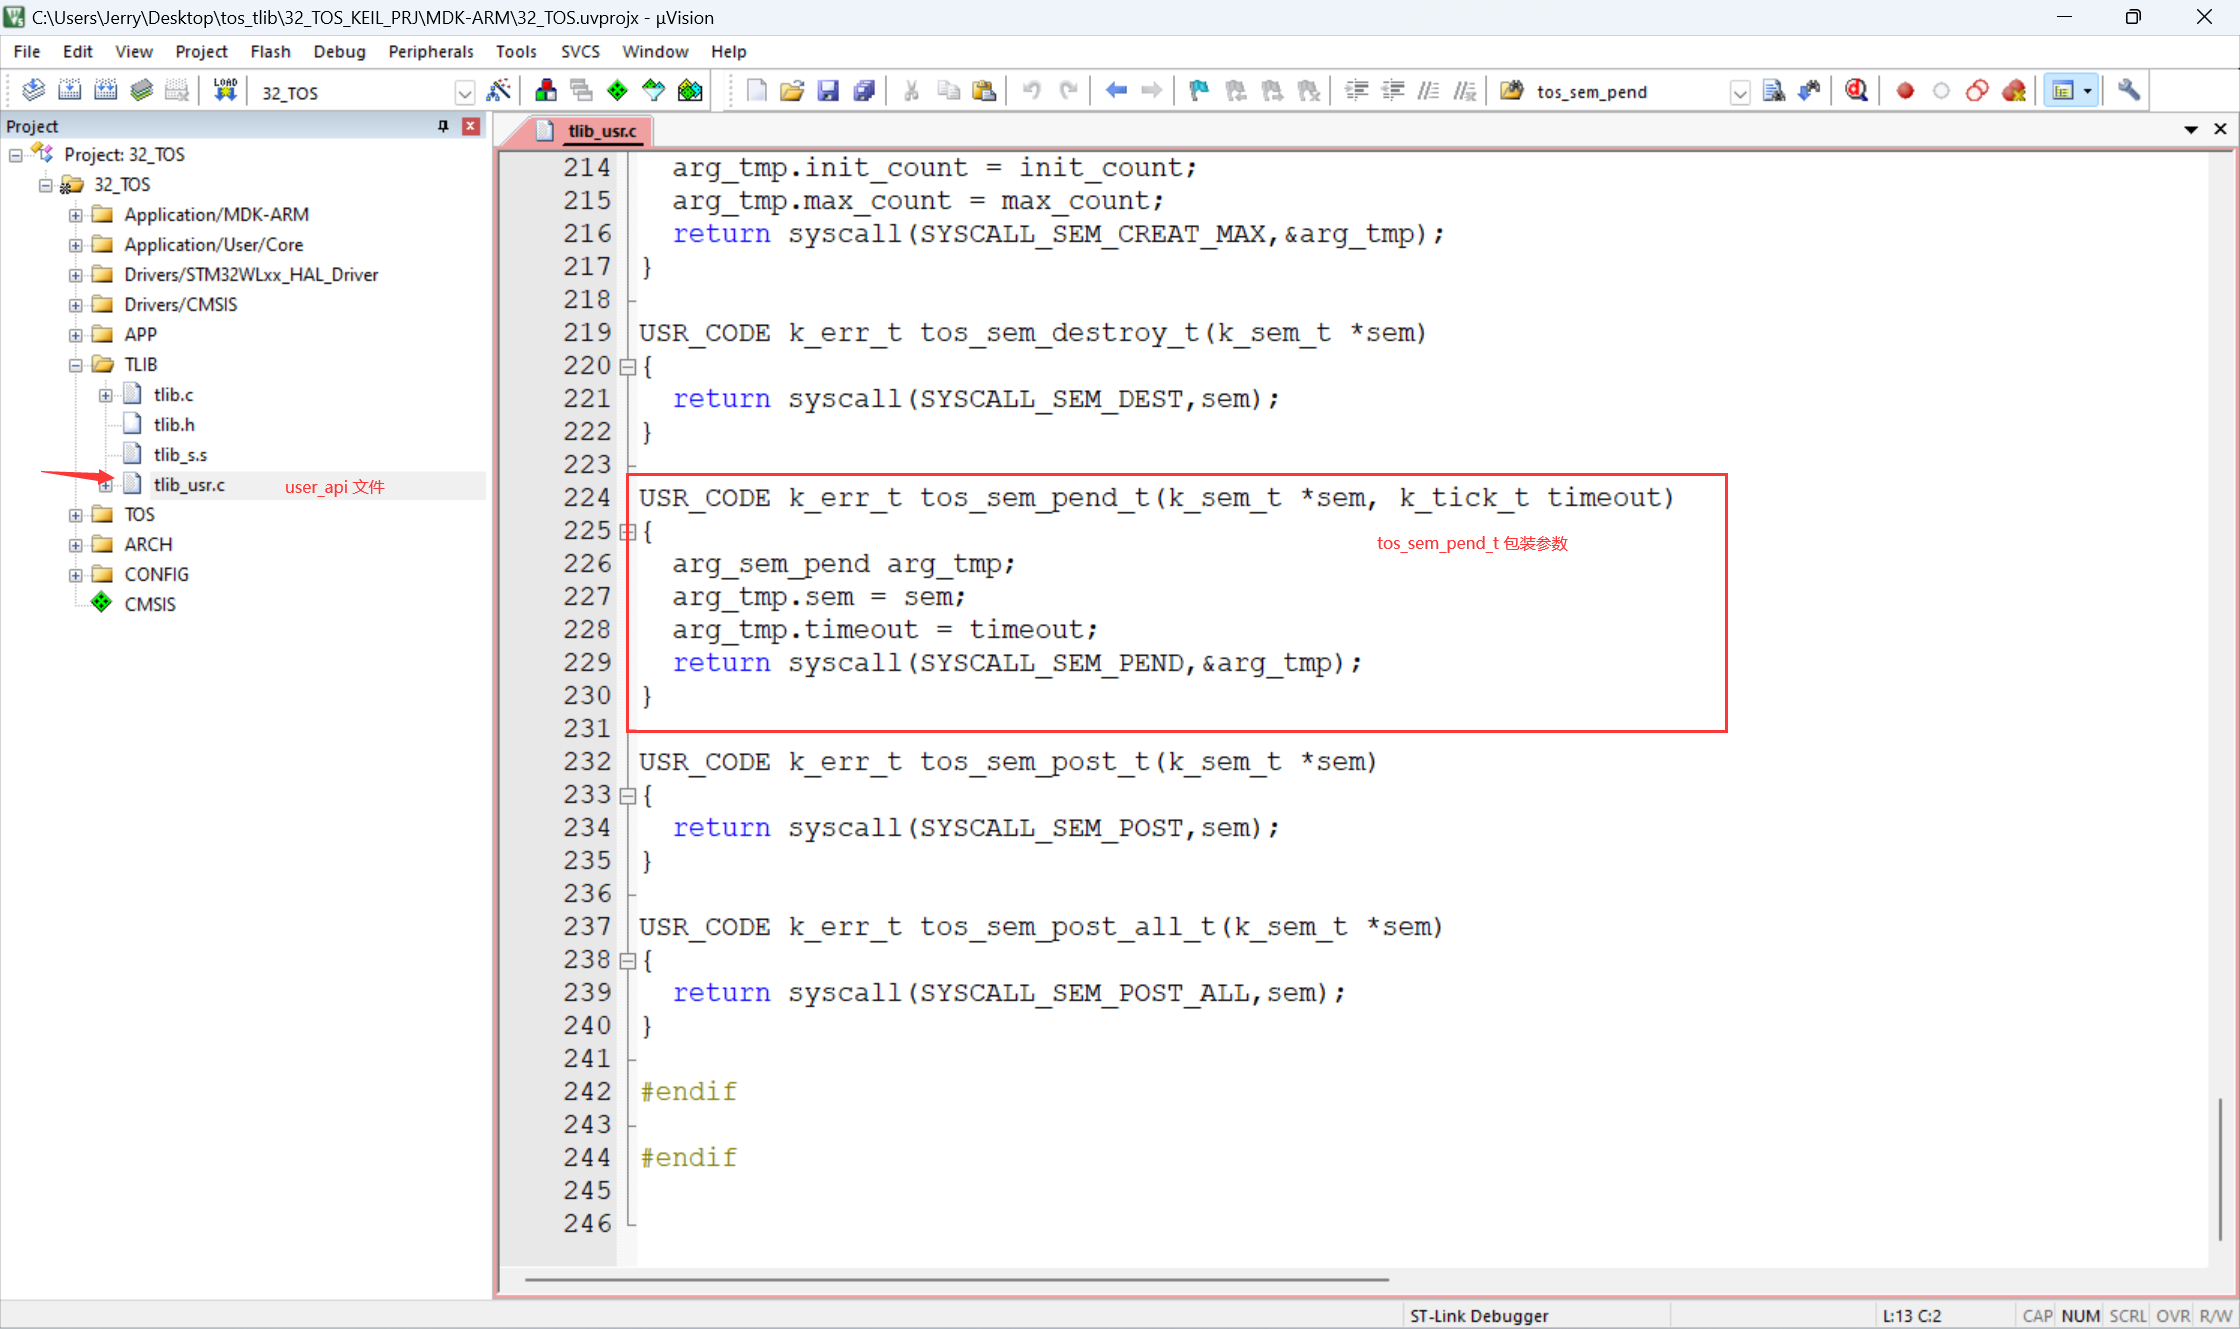 C:\Users\Jerry\Desktop\tos_tlib\32_TOS_KEIL_PRJ\MDK-ARM\32_TOS.uvprojx - µVision
File Edit View Project Flash Debug Peripherals Tools SVCS Window Help
LOAD 32_TOS tos_sem_pend
Project
tlib_usr.c
Project: 32_TOS
32_TOS
Application/MDK-ARM
Application/User/Core
Drivers/STM32WLxx_HAL_Driver
Drivers/CMSIS
APP
TLIB
tlib.c
tlib.h
tlib_s.s
tlib_usr.c user_api 文件
TOS
ARCH
CONFIG
CMSIS
214 arg_tmp.init_count = init_count;
215 arg_tmp.max_count = max_count;
216 return syscall(SYSCALL_SEM_CREAT_MAX,&arg_tmp);
217 }
218
219 USR_CODE k_err_t tos_sem_destroy_t(k_sem_t *sem)
220 {
221 return syscall(SYSCALL_SEM_DEST,sem);
222 }
223
224 USR_CODE k_err_t tos_sem_pend_t(k_sem_t *sem, k_tick_t timeout)
225 {
tos_sem_pend_t 包装参数
226 arg_sem_pend arg_tmp;
227 arg_tmp.sem = sem;
228 arg_tmp.timeout = timeout;
229 return syscall(SYSCALL_SEM_PEND,&arg_tmp);
230 }
231
232 USR_CODE k_err_t tos_sem_post_t(k_sem_t *sem)
233 {
234 return syscall(SYSCALL_SEM_POST,sem);
235 }
236
237 USR_CODE k_err_t tos_sem_post_all_t(k_sem_t *sem)
238 {
239 return syscall(SYSCALL_SEM_POST_ALL,sem);
240 }
241
242 #endif
243
244 #endif
245
246
ST-Link Debugger L:13 C:2 CAP NUM SCRL OVR R/W